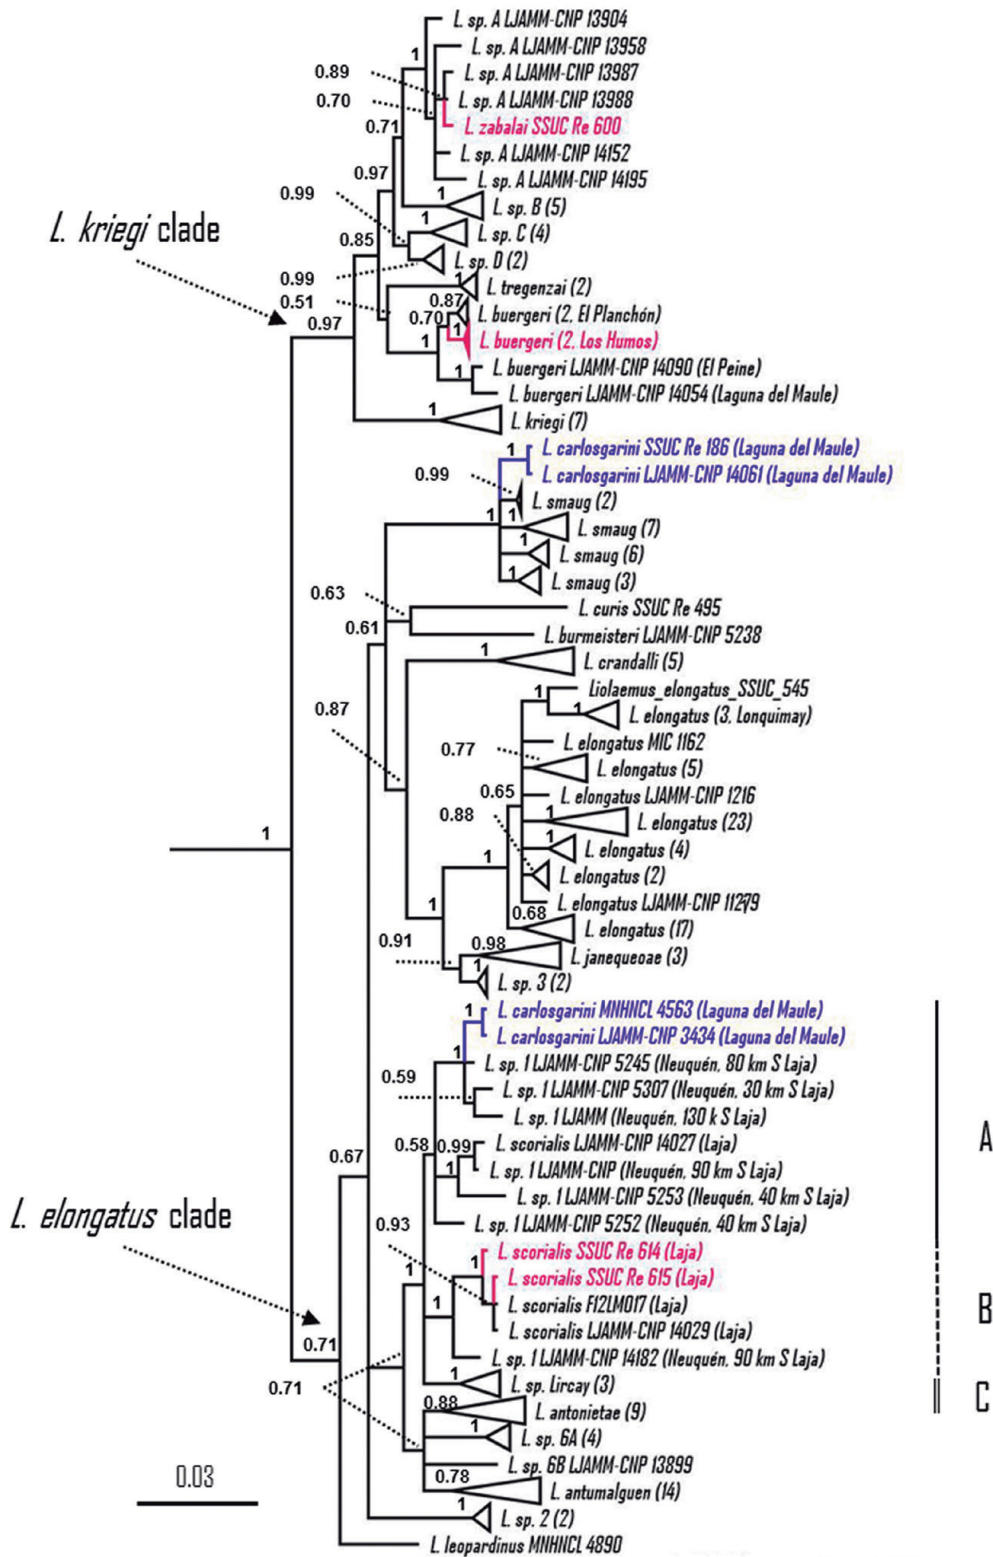 L. sp. A LJAMM-CNP 13904
L. sp. A LJAMM-CNP 13958
1
L. sp. A LJAMM-CNP 13987
0.89
L. sp. A LJAMM-CNP 13988
0.70
L. zabalai SSUC Re 600
0.71
L. sp. A LJAMM-CNP 14152
0.97
L. sp. A LJAMM-CNP 14195
0.99
1
L. sp. B (5)
L. kriegi clade
1
L. sp. C (4)
0.85
L. sp. D (2)
0.99
1
L. tregenzai (2)
0.51
0.87
L. buergeri (2, El Planchón)
0.97
0.70
1
L. buergeri (2, Los Humos)
1
L. buergeri LJAMM-CNP 14090 (El Peine)
1
L. buergeri LJAMM-CNP 14054 (Laguna del Maule)
1
L. kriegi (7)
1
L. carlosgarini SSUC Re 186 (Laguna del Maule)
0.99
L. carlosgarini LJAMM-CNP 14061 (Laguna del Maule)
L. smaug (2)
1
1
L. smaug (7)
1
L. smaug (6)
1
L. smaug (3)
0.63
L. curis SSUC Re 495
0.61
L. burmeisteri LJAMM-CNP 5238
1
L. crandalli (5)
1
Liolaemus_elongatus_SSUC_545
0.87
1
L. elongatus (3, Lonquimay)
0.77
L. elongatus MIC 1162
L. elongatus (5)
0.65
L. elongatus LJAMM-CNP 1216
0.88
1
L. elongatus (23)
1
L. elongatus (4)
1
L. elongatus (2)
1
L. elongatus LJAMM-CNP 11279
0.68
L. elongatus (17)
0.91
0.98
L. janequeoae (3)
1
L. sp. 3 (2)
1
L. carlosgarini MNHNCL 4563 (Laguna del Maule)
L. carlosgarini LJAMM-CNP 3434 (Laguna del Maule)
1
L. sp. 1 LJAMM-CNP 5245 (Neuquén, 80 km S Laja)
0.59
L. sp. 1 LJAMM-CNP 5307 (Neuquén, 30 km S Laja)
L. sp. 1 LJAMM (Neuquén, 130 k S Laja)
A
0.58
0.99
L. scorialis LJAMM-CNP 14027 (Laja)
0.67
1
L. sp. 1 LJAMM-CNP (Neuquén, 90 km S Laja)
L. sp. 1 LJAMM-CNP 5253 (Neuquén, 40 km S Laja)
L. elongatus clade
0.93
L. sp. 1 LJAMM-CNP 5252 (Neuquén, 40 km S Laja)
1
L. scorialis SSUC Re 614 (Laja)
1
L. scorialis SSUC Re 615 (Laja)
1
L. scorialis F12LM017 (Laja)
B
L. scorialis LJAMM-CNP 14029 (Laja)
0.71
L. sp. 1 LJAMM-CNP 14182 (Neuquén, 90 km S Laja)
0.71
1
L. sp. Lircay (3)
C
0.88
L. antonietae (9)
1
L. sp. 6A (4)
L. sp. 6B LJAMM-CNP 13899
0.03
0.78
L. antumalguen (14)
1
L. sp. 2 (2)
L. leopardinus MNHNCL 4890